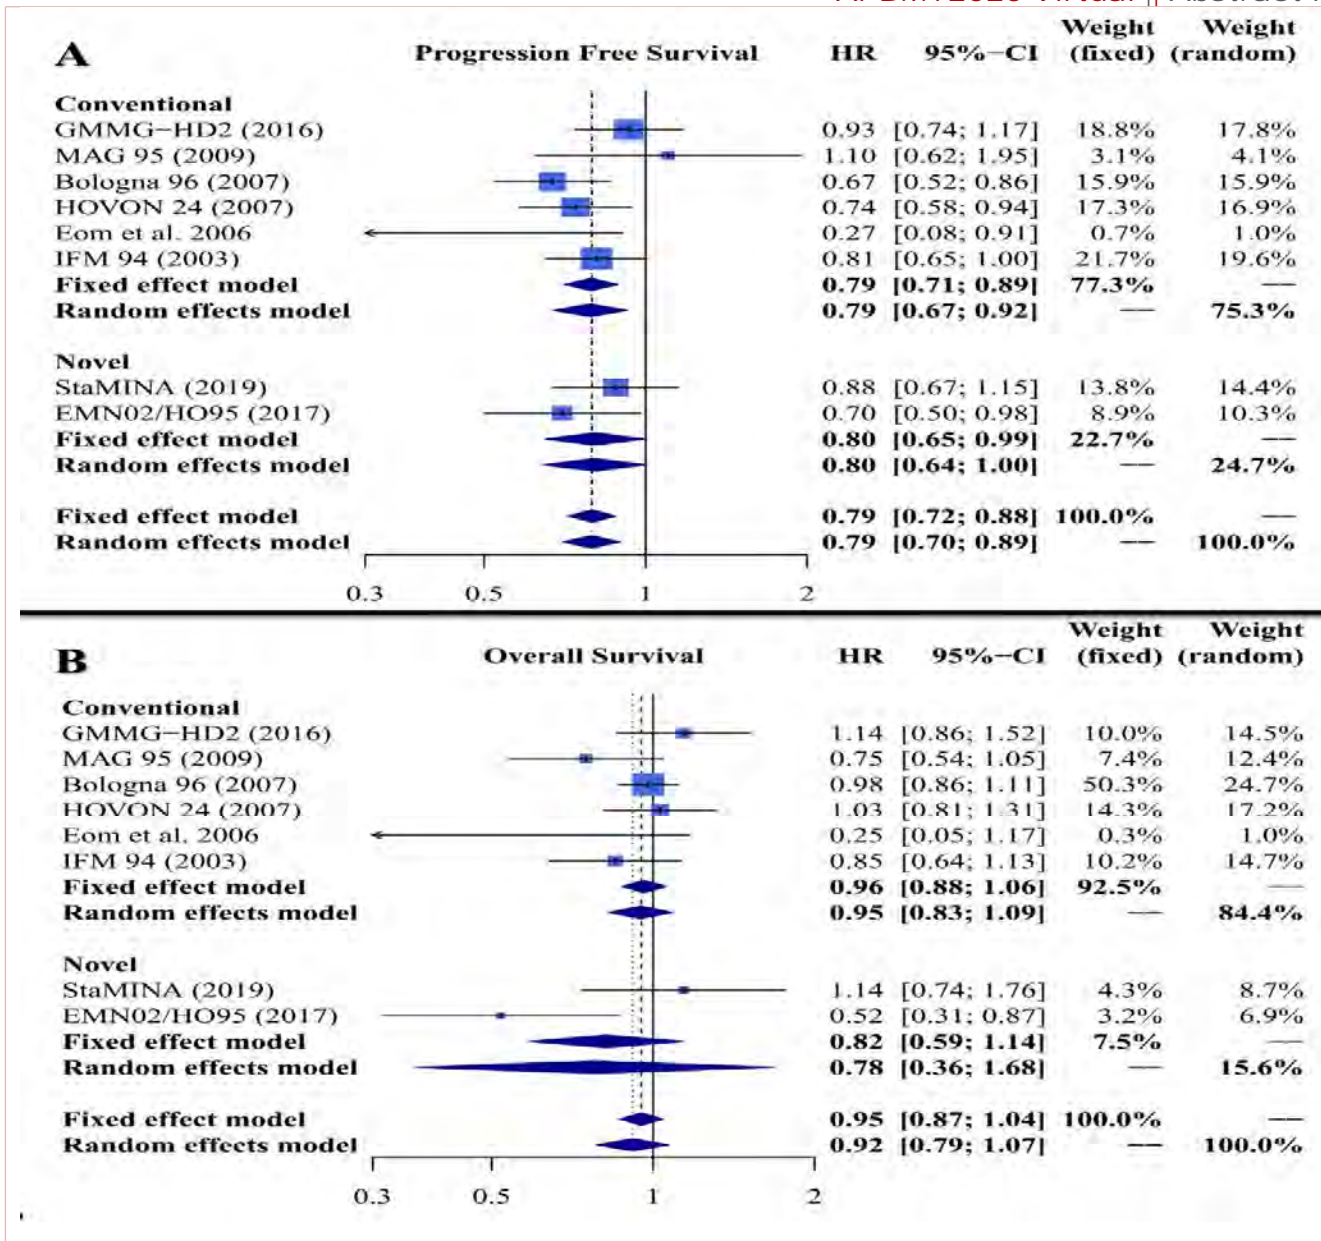 A
Progression Free Survival HR 95%−CI Weight (fixed) Weight (random)
Conventional
GMMG−HD2 (2016) 0.93 [0.74; 1.17] 18.8% 17.8%
MAG 95 (2009) 1.10 [0.62; 1.95] 3.1% 4.1%
Bologna 96 (2007) 0.67 [0.52; 0.86] 15.9% 15.9%
HOVON 24 (2007) 0.74 [0.58; 0.94] 17.3% 16.9%
Eom et al. 2006 0.27 [0.08; 0.91] 0.7% 1.0%
IFM 94 (2003) 0.81 [0.65; 1.00] 21.7% 19.6%
Fixed effect model 0.79 [0.71; 0.89] 77.3% —
Random effects model 0.79 [0.67; 0.92] — 75.3%
Novel
StaMINA (2019) 0.88 [0.67; 1.15] 13.8% 14.4%
EMN02/HO95 (2017) 0.70 [0.50; 0.98] 8.9% 10.3%
Fixed effect model 0.80 [0.65; 0.99] 22.7% —
Random effects model 0.80 [0.64; 1.00] — 24.7%
Fixed effect model 0.79 [0.72; 0.88] 100.0% —
Random effects model 0.79 [0.70; 0.89] — 100.0%
0.3 0.5 1 2
B
Overall Survival HR 95%−CI Weight (fixed) Weight (random)
Conventional
GMMG−HD2 (2016) 1.14 [0.86; 1.52] 10.0% 14.5%
MAG 95 (2009) 0.75 [0.54; 1.05] 7.4% 12.4%
Bologna 96 (2007) 0.98 [0.86; 1.11] 50.3% 24.7%
HOVON 24 (2007) 1.03 [0.81; 1.31] 14.3% 17.2%
Eom et al. 2006 0.25 [0.05; 1.17] 0.3% 1.0%
IFM 94 (2003) 0.85 [0.64; 1.13] 10.2% 14.7%
Fixed effect model 0.96 [0.88; 1.06] 92.5% —
Random effects model 0.95 [0.83; 1.09] — 84.4%
Novel
StaMINA (2019) 1.14 [0.74; 1.76] 4.3% 8.7%
EMN02/HO95 (2017) 0.52 [0.31; 0.87] 3.2% 6.9%
Fixed effect model 0.82 [0.59; 1.14] 7.5% —
Random effects model 0.78 [0.36; 1.68] — 15.6%
Fixed effect model 0.95 [0.87; 1.04] 100.0% —
Random effects model 0.92 [0.79; 1.07] — 100.0%
0.3 0.5 1 2